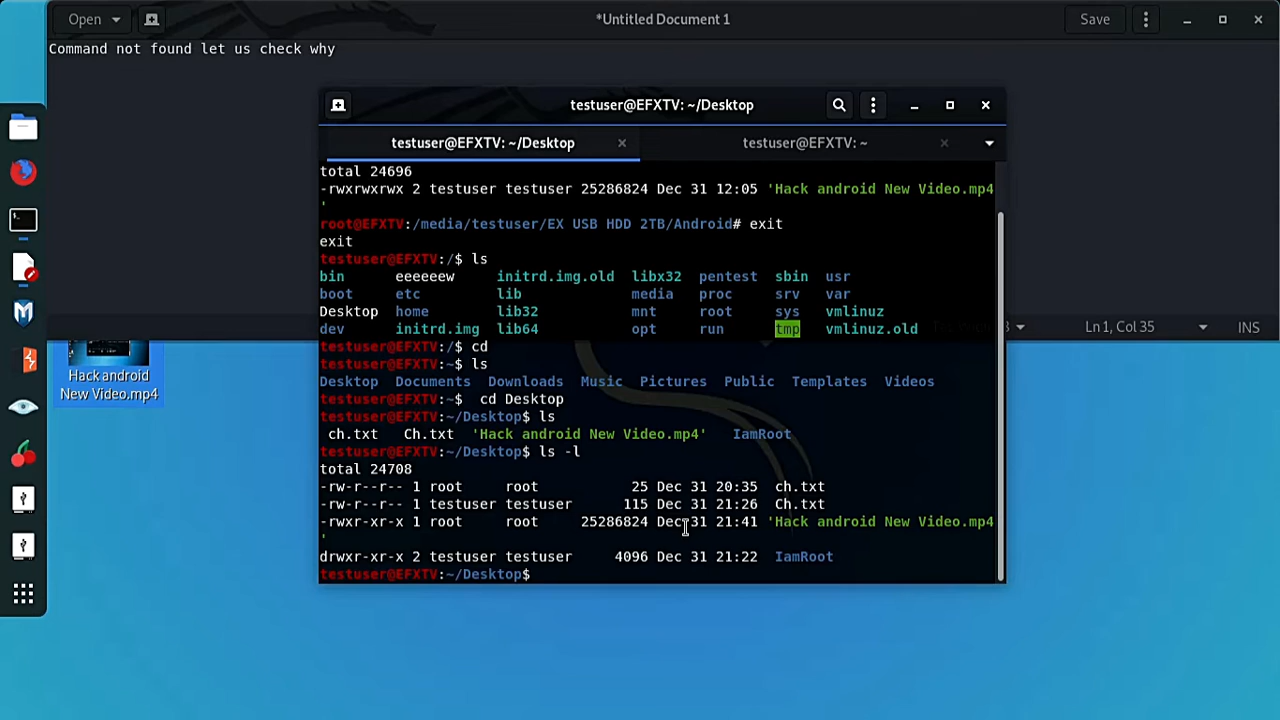 Open
*Untitled Document 1
Save
Command not found let us check why
testuser@EFXTV: ~/Desktop
testuser@EFXTV: ~/Desktop
testuser@EFXTV: ~
total 24696
-rwxrwxrwx 2 testuser testuser 25286824 Dec 31 12:05 'Hack android New Video.mp4
'
root@EFXTV:/media/testuser/EX USB HDD 2TB/Android# exit
exit
testuser@EFXTV:/$ ls
bin eeeeeew initrd.img.old libx32 pentest sbin usr
boot etc lib media proc srv var
Desktop home lib32 mnt root sys vmlinuz
dev initrd.img lib64 opt run tmp vmlinuz.old
testuser@EFXTV:/$ cd
testuser@EFXTV:~$ ls
Desktop Documents Downloads Music Pictures Public Templates Videos
testuser@EFXTV:~$ cd Desktop
testuser@EFXTV:~/Desktop$ ls
ch.txt Ch.txt 'Hack android New Video.mp4' IamRoot
testuser@EFXTV:~/Desktop$ ls -l
total 24708
-rw-r--r-- 1 root root 25 Dec 31 20:35 ch.txt
-rw-r--r-- 1 testuser testuser 115 Dec 31 21:26 Ch.txt
-rwxr-xr-x 1 root root 25286824 Dec 31 21:41 'Hack android New Video.mp4
'
drwxr-xr-x 2 testuser testuser 4096 Dec 31 21:22 IamRoot
testuser@EFXTV:~/Desktop$
Ln 1, Col 35
INS
Hack android
New Video.mp4